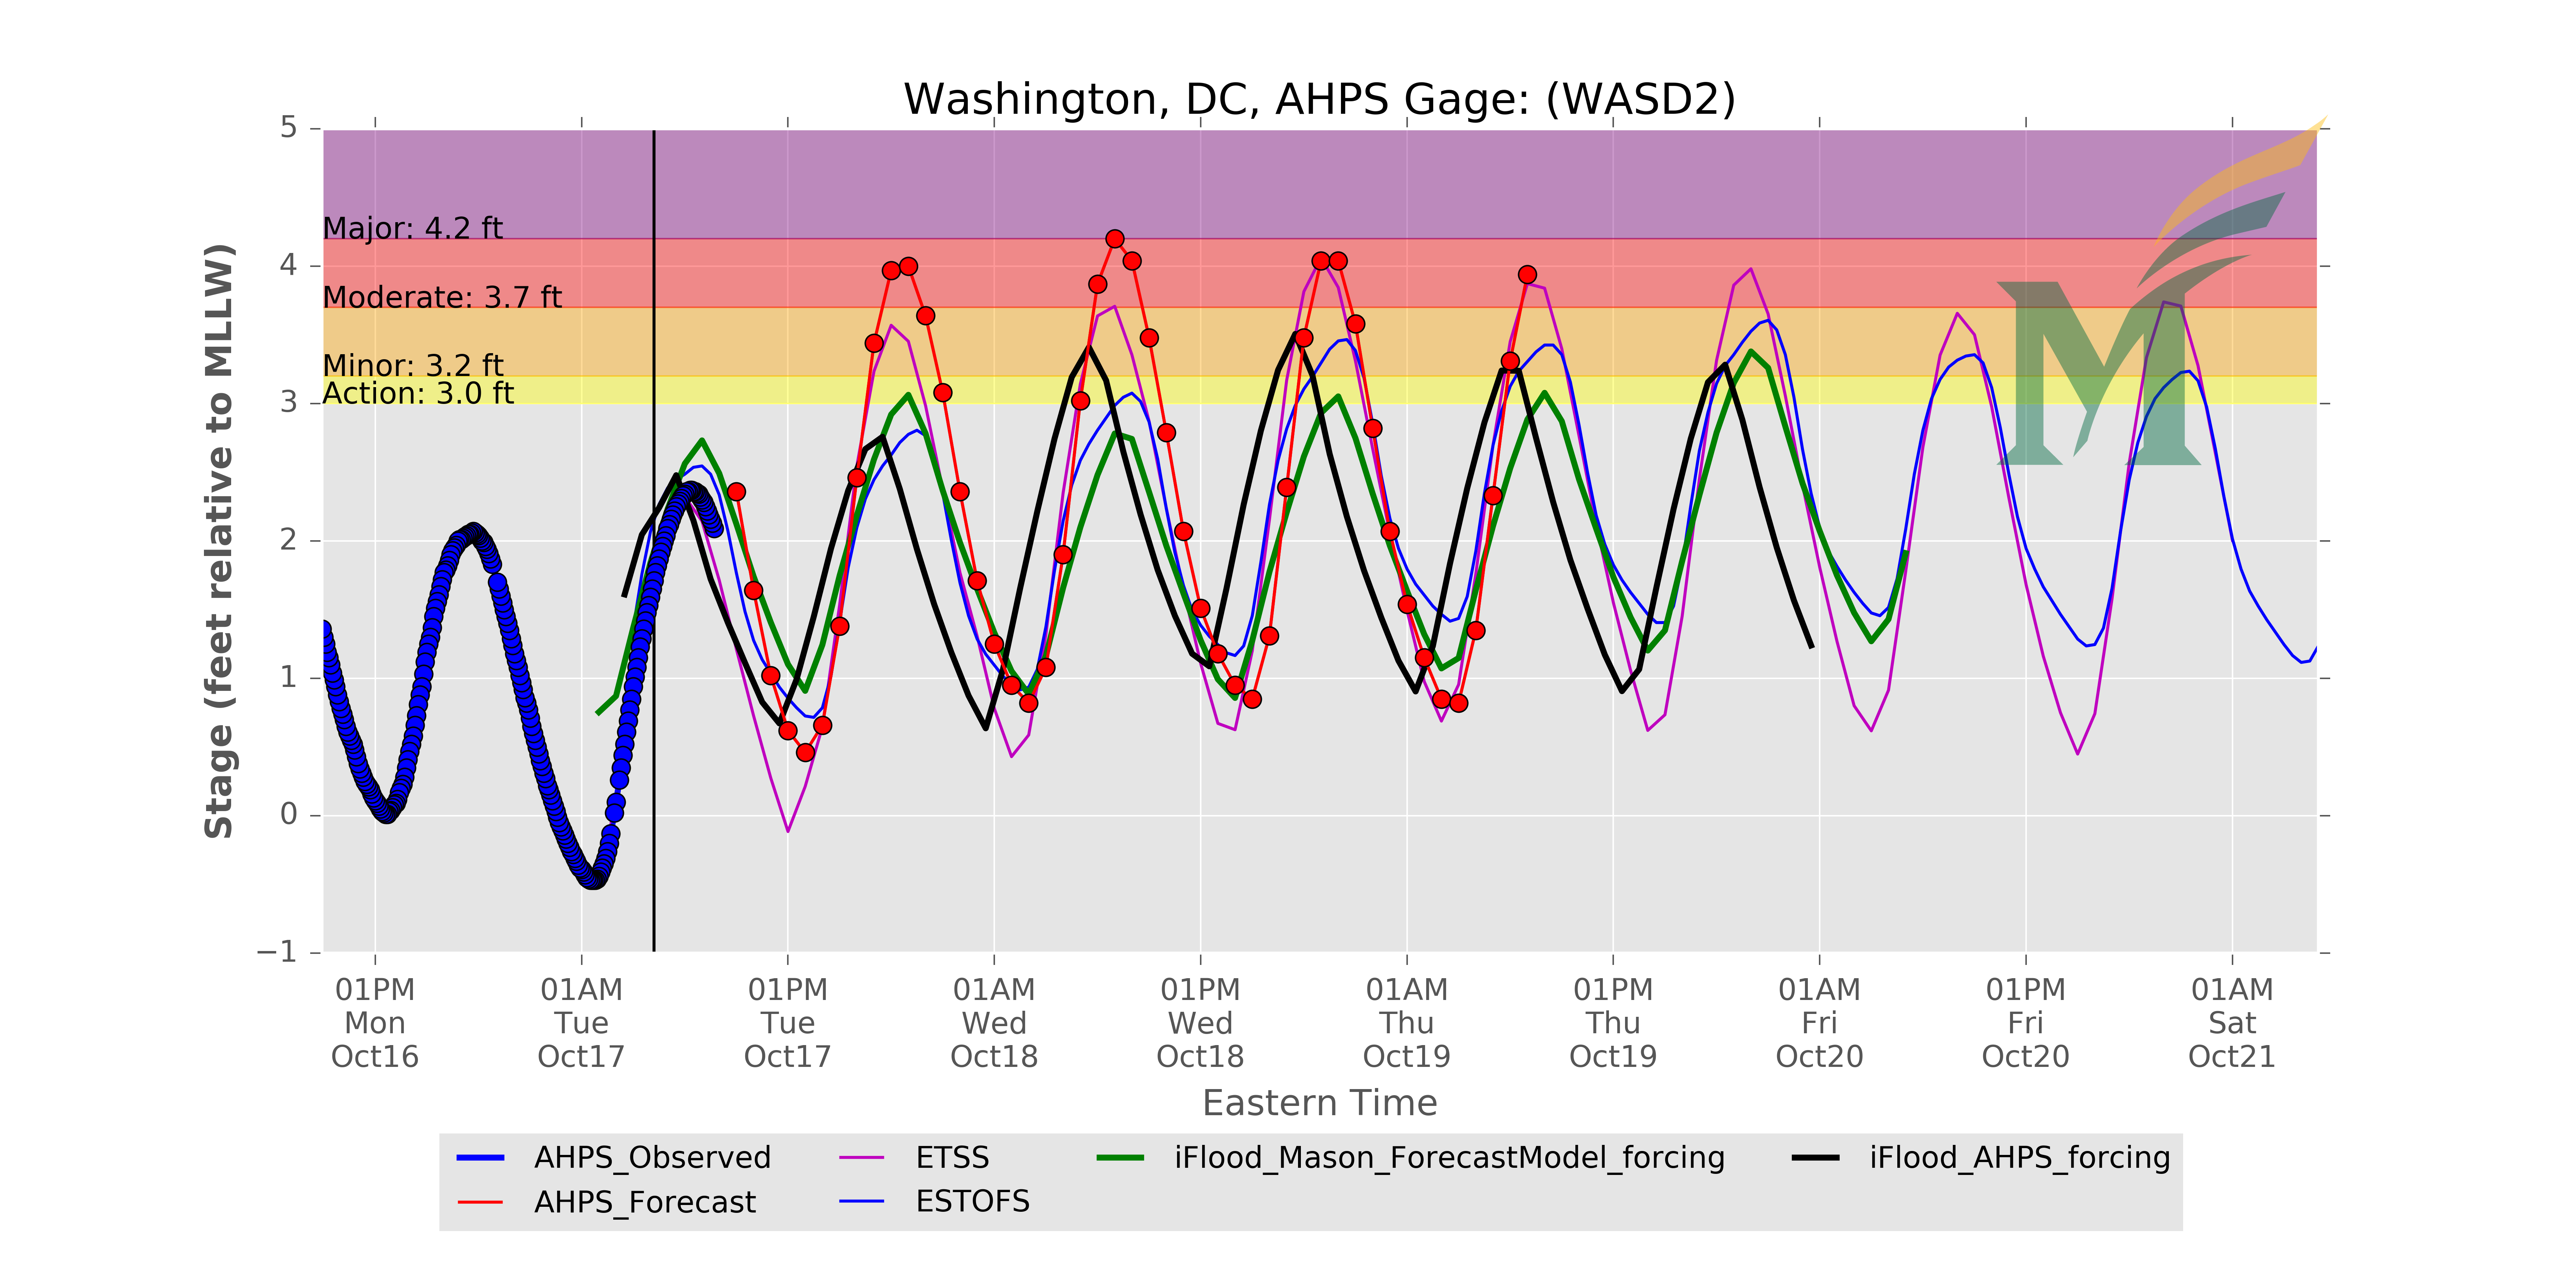 Washington, DC, AHPS Gage: (WASD2)
Stage (feet relative to MLLW)
5
4
3
2
1
0
−1
Major: 4.2 ft
Moderate: 3.7 ft
Minor: 3.2 ft
Action: 3.0 ft
01PM 01AM 01PM 01AM 01PM 01AM 01PM 01AM 01PM 01AM
Mon Tue Tue Wed Wed Thu Thu Fri Fri Sat
Oct16 Oct17 Oct17 Oct18 Oct18 Oct19 Oct19 Oct20 Oct20 Oct21
Eastern Time
AHPS_Observed ETSS iFlood_Mason_ForecastModel_forcing iFlood_AHPS_forcing
AHPS_Forecast ESTOFS
M